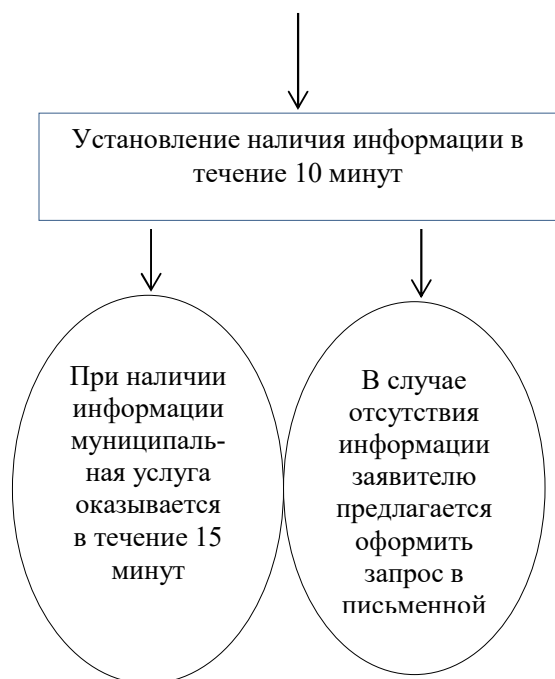 Установление наличия информации в
течение 10 минут
При наличии
информации
муниципаль-
ная услуга
оказывается
в течение 15
минут
В случае
отсутствия
информации
заявителю
предлагается
оформить
запрос в
письменной